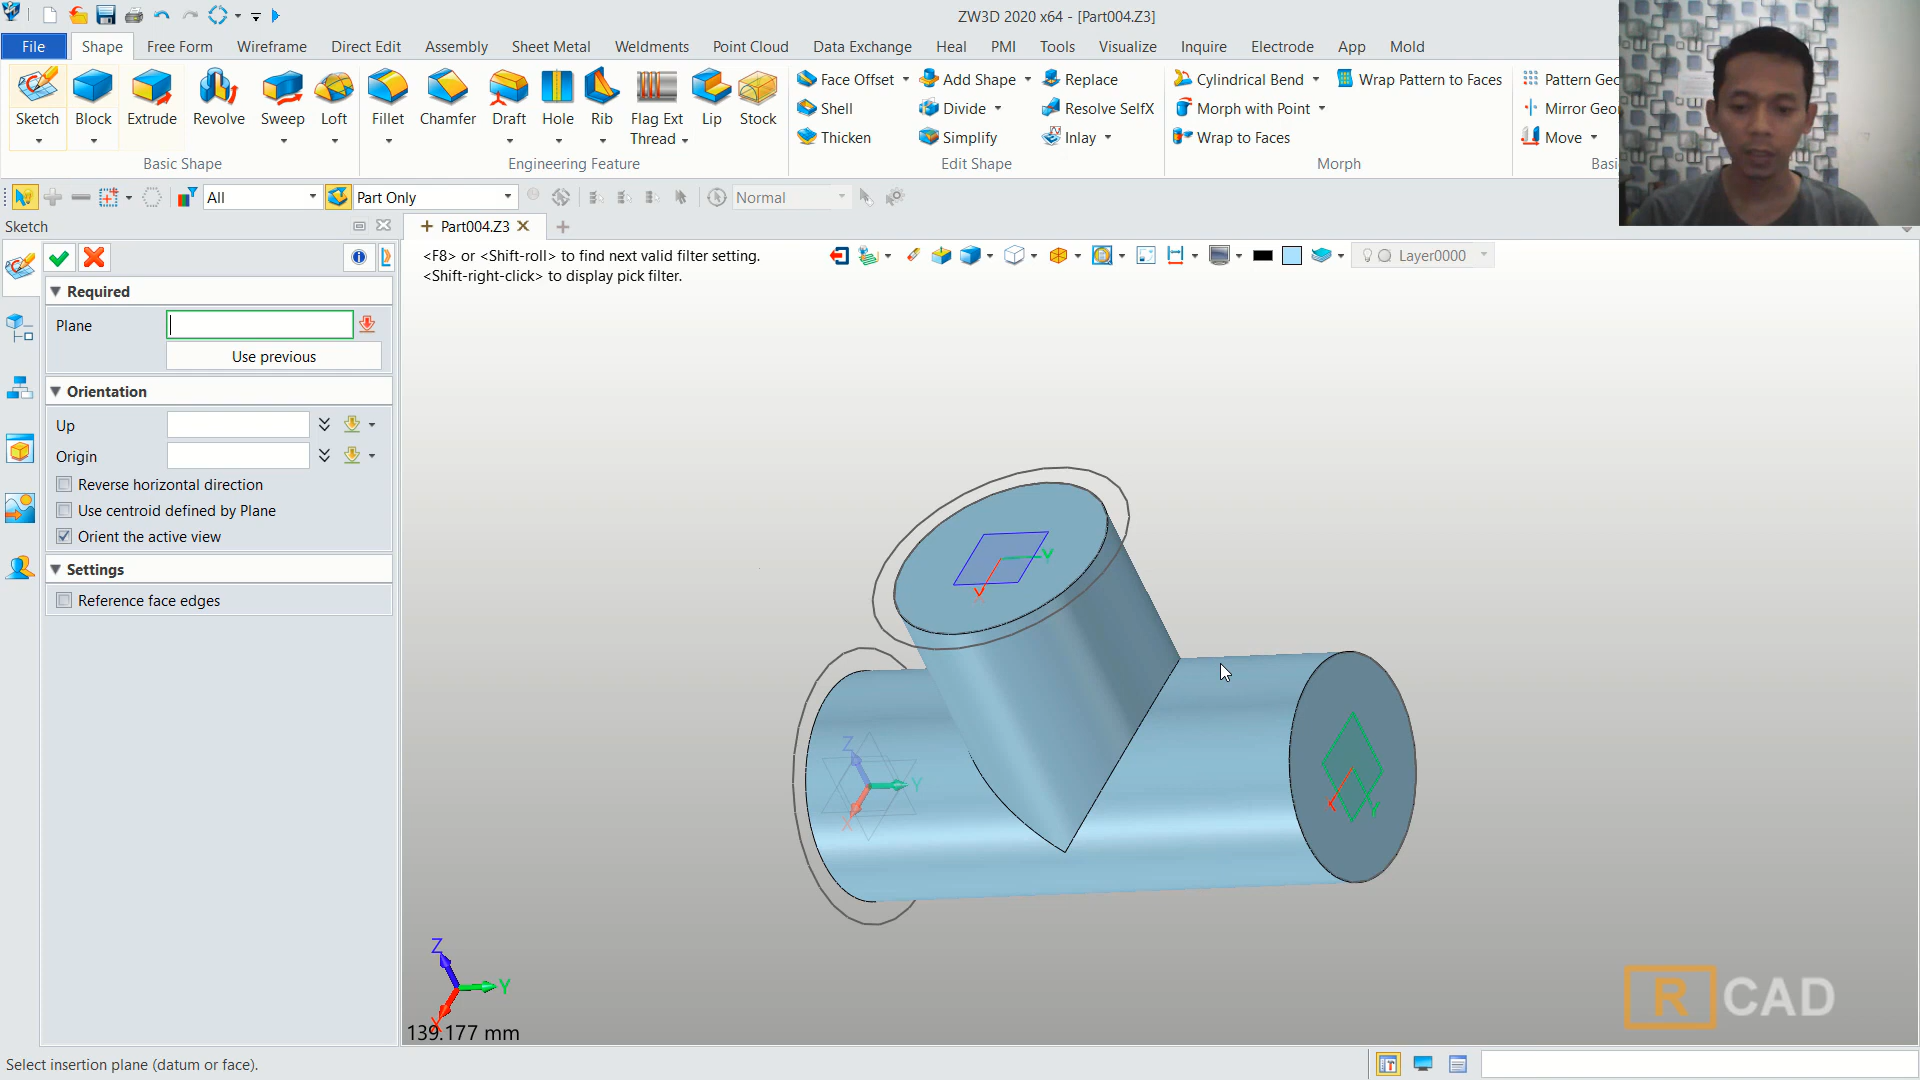 ZW3D 2020 x64 - [Part004.Z3]
File Shape Free Form Wireframe Direct Edit Assembly Sheet Metal Weldments Point Cloud Data Exchange Heal PMI Tools Visualize Inquire Electrode App Mold
Face Offset Add Shape Replace Cylindrical Bend Wrap Pattern to Faces Pattern Geo
Sketch Block Extrude Revolve Sweep Loft Fillet Chamfer Draft Hole Rib Flag Ext Thread Lip Stock
Shell Divide Resolve SelfX Morph with Point Mirror Geo
Thicken Simplify Inlay Wrap to Faces Move
Basic Shape Engineering Feature Edit Shape Morph Basi
All Part Only Normal
Sketch Part004.Z3
<F8> or <Shift-roll> to find next valid filter setting.
<Shift-right-click> to display pick filter.
Layer0000
Required
Plane
Use previous
Orientation
Up
Origin
Reverse horizontal direction
Use centroid defined by Plane
Orient the active view
Settings
Reference face edges
Y
Z
Y
X
Z
Y
X
139.177 mm
R CAD
Select insertion plane (datum or face).